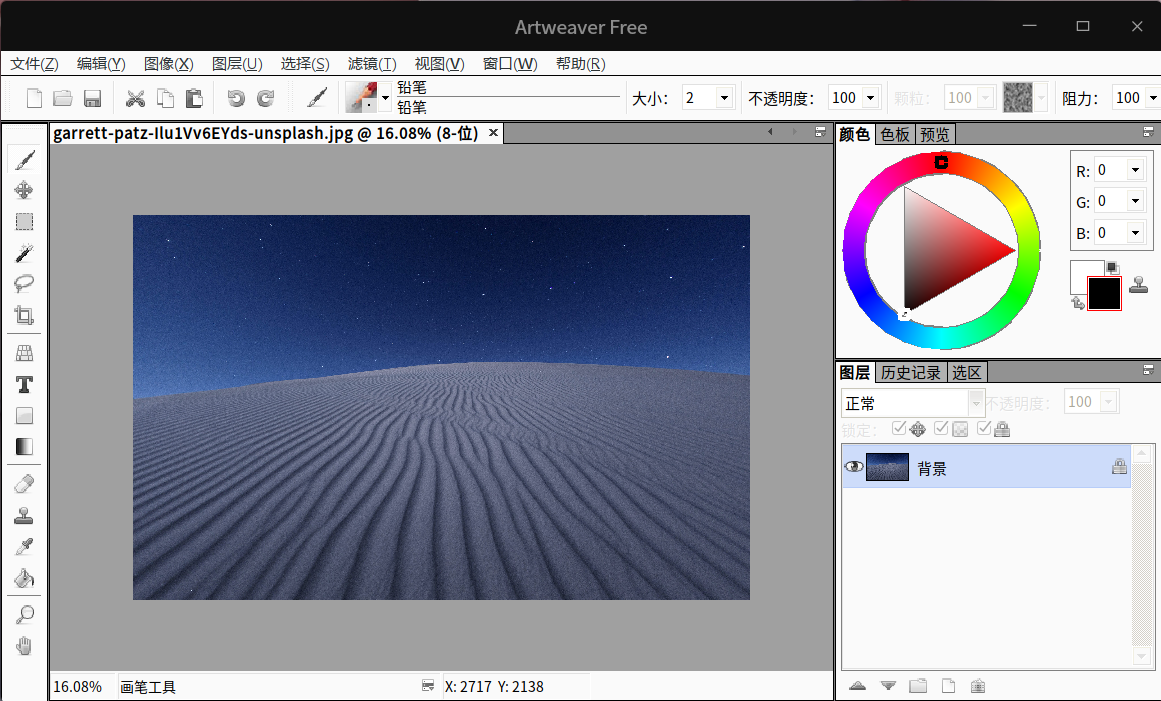 Artweaver Free
文件(Z) 编辑(Y) 图像(X) 图层(U) 选择(S) 滤镜(T) 视图(V) 窗口(W) 帮助(R)
铅笔
铅笔
大小： 2 不透明度： 100 颗粒： 100 阻力： 100
garrett-patz-Ilu1Vv6EYds-unsplash.jpg @ 16.08% (8-位)
颜色 色板 预览
R: 0
G: 0
B: 0
图层 历史记录 选区
正常 不透明度： 100
锁定：
背景
16.08% 画笔工具 X: 2717 Y: 2138